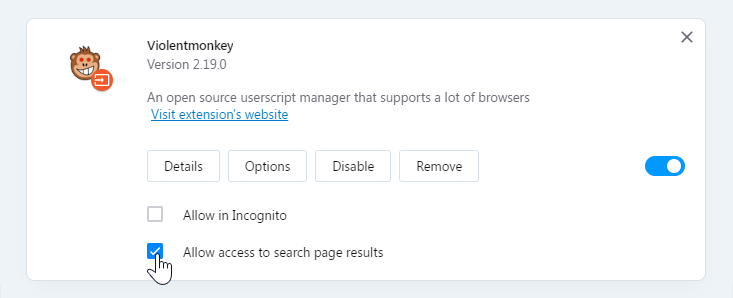 Violentmonkey
Version 2.19.0
An open source userscript manager that supports a lot of browsers
Visit extension's website
Details Options Disable Remove
Allow in Incognito
Allow access to search page results